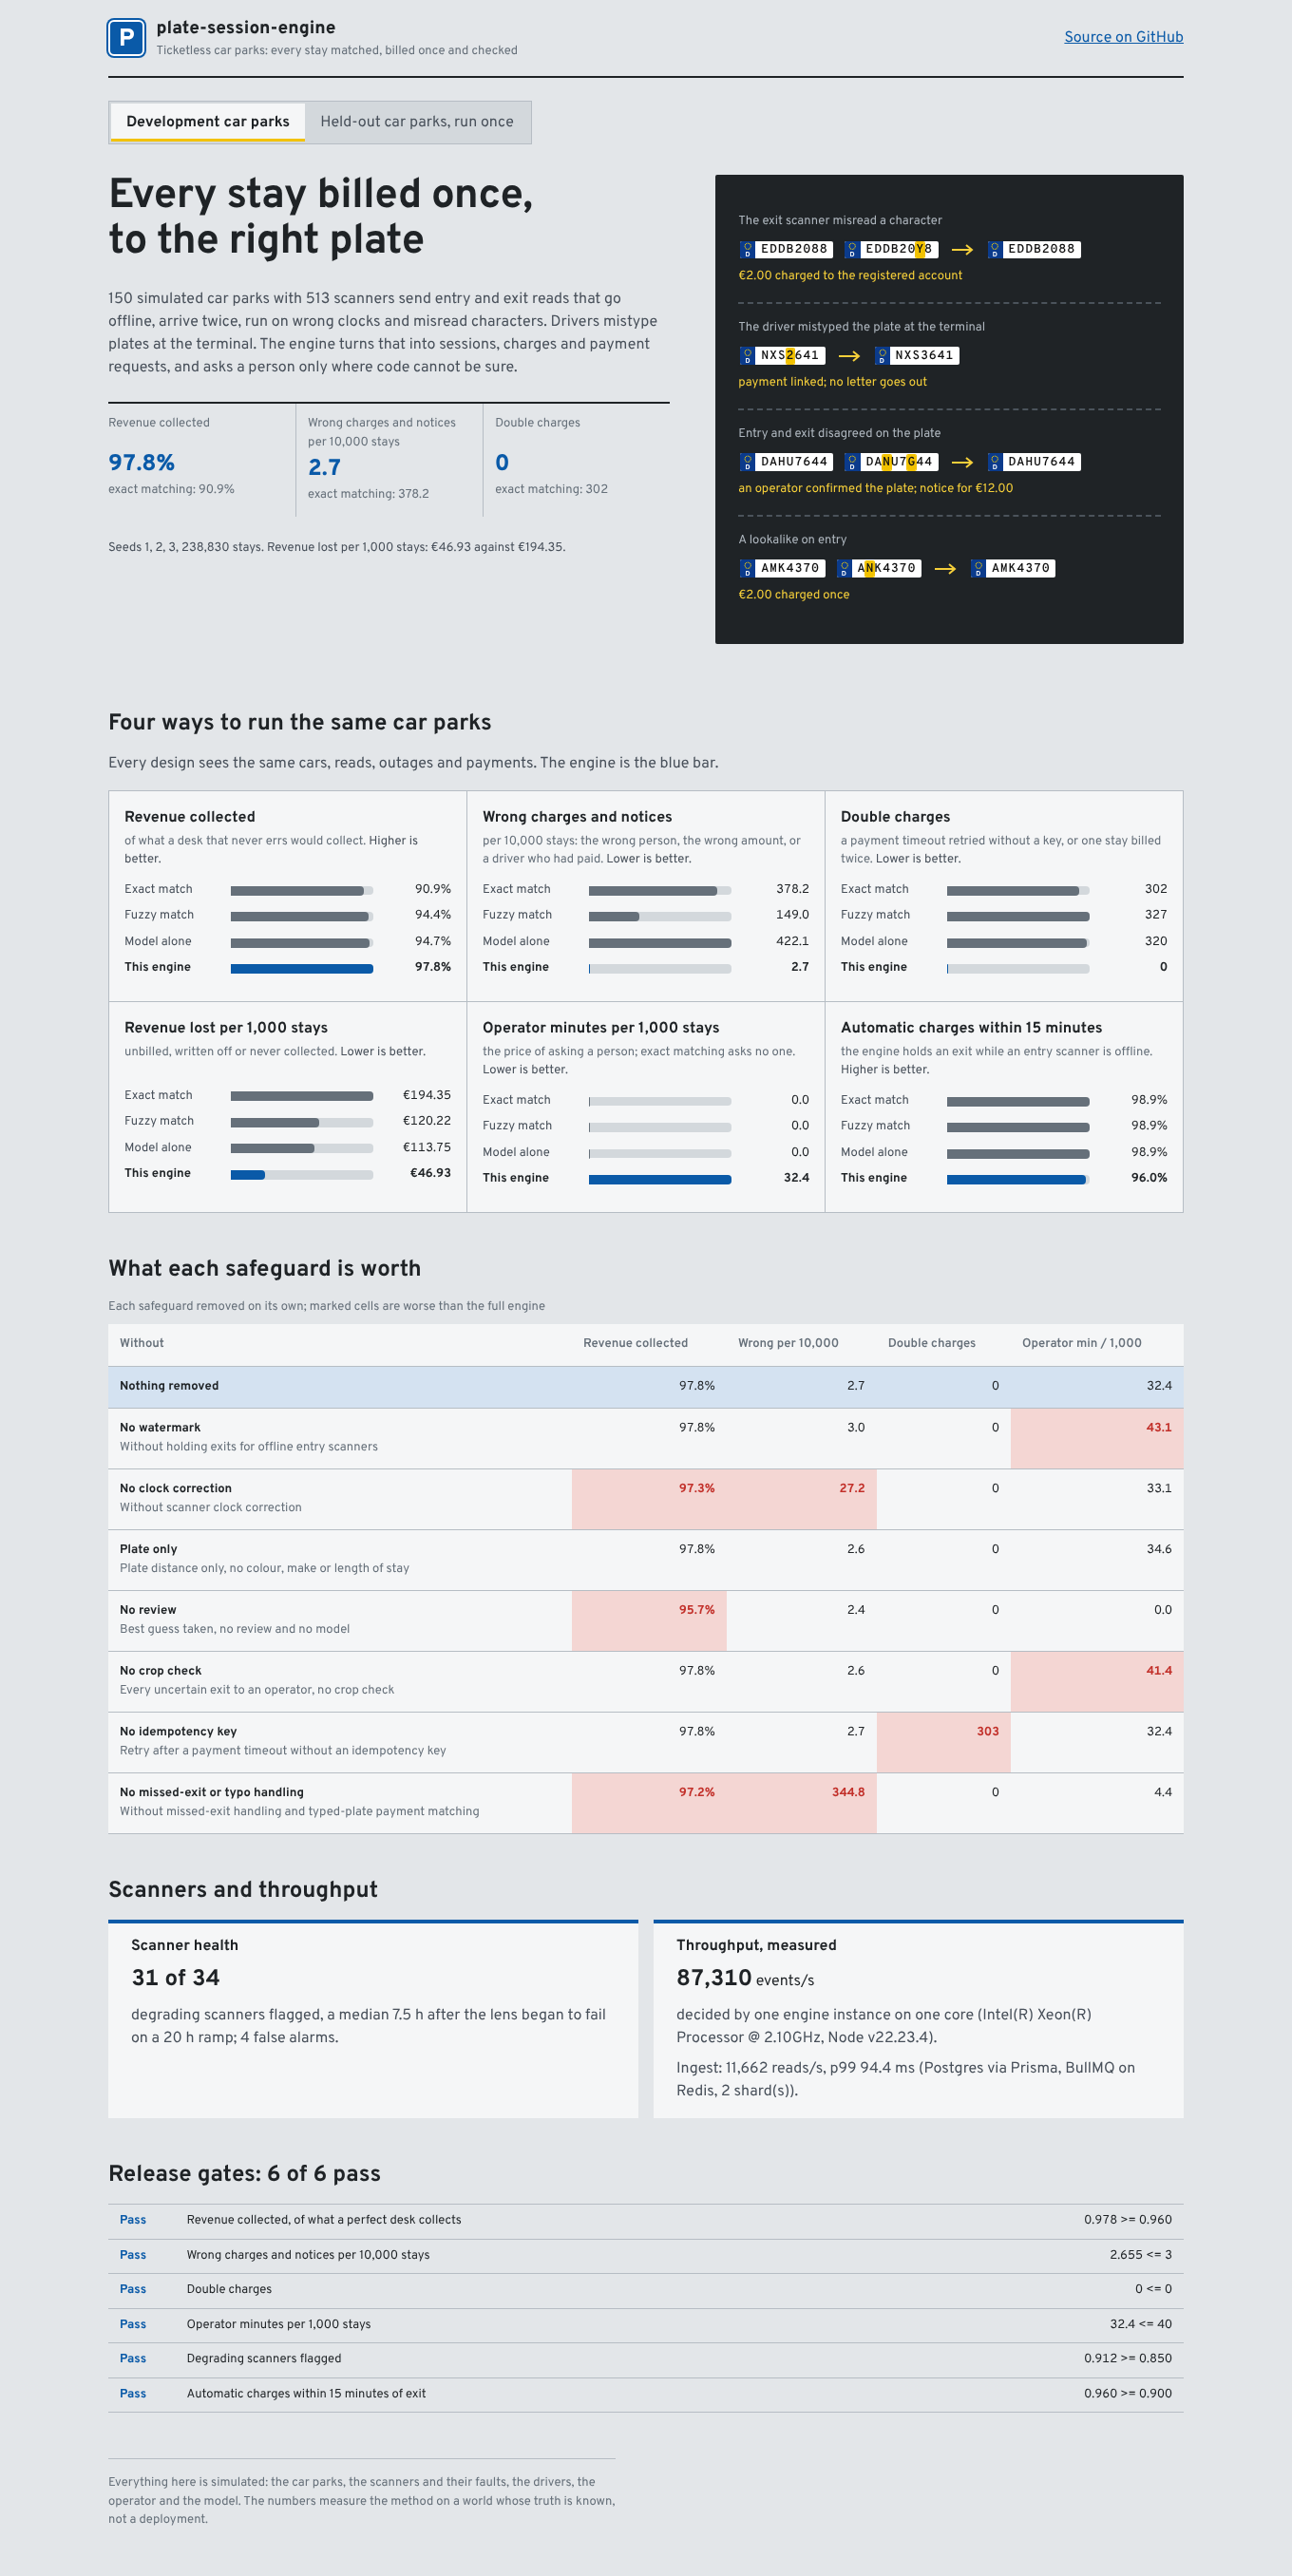 P
plate-session-engine
Ticketless car parks: every stay matched, billed once and checked
Source on GitHub
Development car parks
Held-out car parks, run once
Every stay billed once,
to the right plate
150 simulated car parks with 513 scanners send entry and exit reads that go
offline, arrive twice, run on wrong clocks and misread characters. Drivers mistype
plates at the terminal. The engine turns that into sessions, charges and payment
requests, and asks a person only where code cannot be sure.
Revenue collected
97.8%
exact matching: 90.9%
Wrong charges and notices
per 10,000 stays
2.7
exact matching: 378.2
Double charges
0
exact matching: 302
Seeds 1, 2, 3, 238,830 stays. Revenue lost per 1,000 stays: €46.93 against €194.35.
The exit scanner misread a character
D EDDB2088 D EDDB20Y8 → D EDDB2088
€2.00 charged to the registered account
The driver mistyped the plate at the terminal
D NXS2641 → D NXS3641
payment linked; no letter goes out
Entry and exit disagreed on the plate
D DAHU7644 D DANU7G44 → D DAHU7644
an operator confirmed the plate; notice for €12.00
A lookalike on entry
D AMK4370 D ANK4370 → D AMK4370
€2.00 charged once
Four ways to run the same car parks
Every design sees the same cars, reads, outages and payments. The engine is the blue bar.
Revenue collected
of what a desk that never errs would collect. Higher is
better.
Exact match 90.9%
Fuzzy match 94.4%
Model alone 94.7%
This engine 97.8%
Wrong charges and notices
per 10,000 stays: the wrong person, the wrong amount, or
a driver who had paid. Lower is better.
Exact match 378.2
Fuzzy match 149.0
Model alone 422.1
This engine 2.7
Double charges
a payment timeout retried without a key, or one stay billed
twice. Lower is better.
Exact match 302
Fuzzy match 327
Model alone 320
This engine 0
Revenue lost per 1,000 stays
unbilled, written off or never collected. Lower is better.
Exact match €194.35
Fuzzy match €120.22
Model alone €113.75
This engine €46.93
Operator minutes per 1,000 stays
the price of asking a person; exact matching asks no one.
Lower is better.
Exact match 0.0
Fuzzy match 0.0
Model alone 0.0
This engine 32.4
Automatic charges within 15 minutes
the engine holds an exit while an entry scanner is offline.
Higher is better.
Exact match 98.9%
Fuzzy match 98.9%
Model alone 98.9%
This engine 96.0%
What each safeguard is worth
Each safeguard removed on its own; marked cells are worse than the full engine
Without Revenue collected Wrong per 10,000 Double charges Operator min / 1,000
Nothing removed 97.8% 2.7 0 32.4
No watermark 97.8% 3.0 0 43.1
Without holding exits for offline entry scanners
No clock correction 97.3% 27.2 0 33.1
Without scanner clock correction
Plate only 97.8% 2.6 0 34.6
Plate distance only, no colour, make or length of stay
No review 95.7% 2.4 0 0.0
Best guess taken, no review and no model
No crop check 97.8% 2.6 0 41.4
Every uncertain exit to an operator, no crop check
No idempotency key 97.8% 2.7 303 32.4
Retry after a payment timeout without an idempotency key
No missed-exit or typo handling 97.2% 344.8 0 4.4
Without missed-exit handling and typed-plate payment matching
Scanners and throughput
Scanner health
31 of 34
degrading scanners flagged, a median 7.5 h after the lens began to fail
on a 20 h ramp; 4 false alarms.
Throughput, measured
87,310 events/s
decided by one engine instance on one core (Intel(R) Xeon(R)
Processor @ 2.10GHz, Node v22.23.4).
Ingest: 11,662 reads/s, p99 94.4 ms (Postgres via Prisma, BullMQ on
Redis, 2 shard(s)).
Release gates: 6 of 6 pass
Pass Revenue collected, of what a perfect desk collects 0.978 >= 0.960
Pass Wrong charges and notices per 10,000 stays 2.655 <= 3
Pass Double charges 0 <= 0
Pass Operator minutes per 1,000 stays 32.4 <= 40
Pass Degrading scanners flagged 0.912 >= 0.850
Pass Automatic charges within 15 minutes of exit 0.960 >= 0.900
Everything here is simulated: the car parks, the scanners and their faults, the drivers, the
operator and the model. The numbers measure the method on a world whose truth is known,
not a deployment.